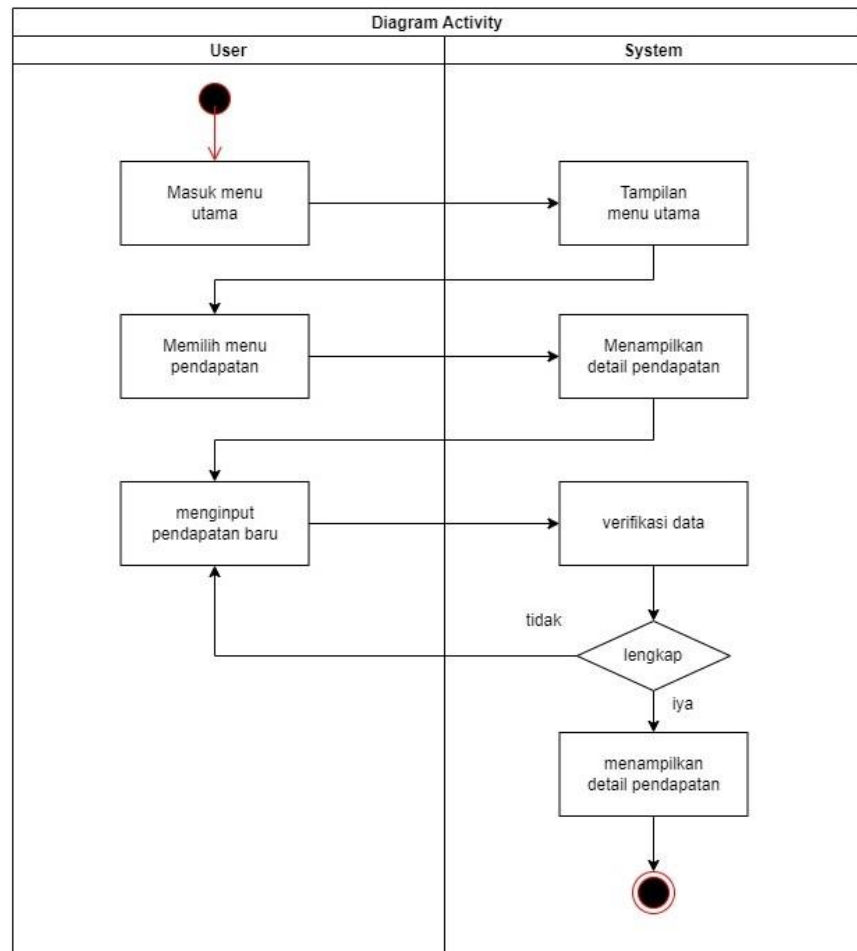 Diagram Activity
User
System
Masuk menu
utama
Tampilan
menu utama
Memilih menu
pendapatan
Menampilkan
detail pendapatan
menginput
pendapatan baru
verifikasi data
tidak
lengkap
iya
menampilkan
detail pendapatan